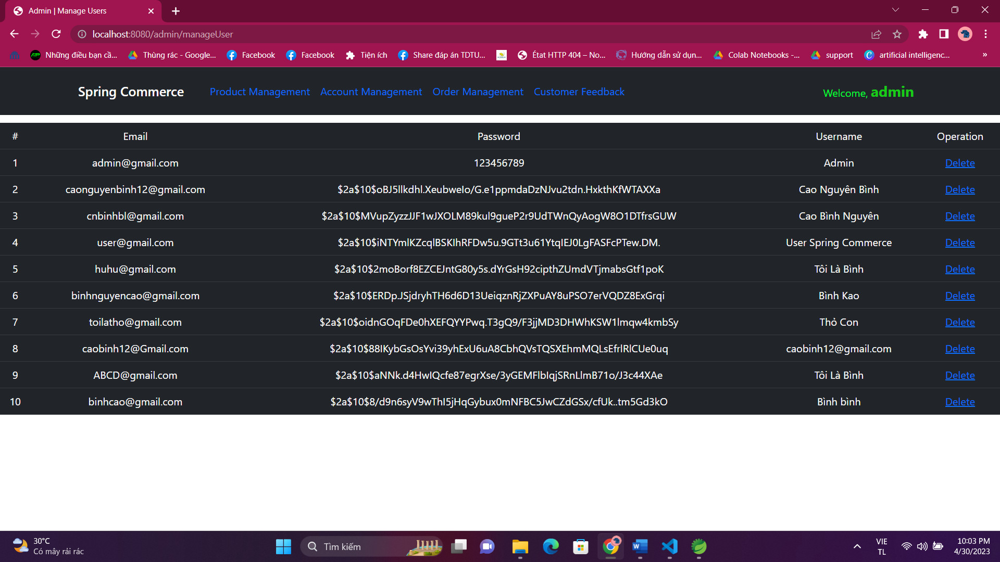 Admin | Manage Users
localhost:8080/admin/manageUser
Những điều bạn cầ... Thùng rác - Google... Facebook Facebook Tiện ích Share đáp án TDTU... État HTTP 404 – No... Hướng dẫn sử dụn... Colab Notebooks -... support artificial intelligenc... »
Spring Commerce Product Management Account Management Order Management Customer Feedback Welcome, admin
# Email Password Username Operation
1 admin@gmail.com 123456789 Admin Delete
2 caonguyenbinh12@gmail.com $2a$10$oBJ5llkdhl.XeubweIo/G.e1ppmdaDzNJvu2tdn.HxkthKfWTAXXa Cao Nguyên Bình Delete
3 cnbinhbl@gmail.com $2a$10$MVupZyzzJJF1wJXOLM89kul9gueP2r9UdTWnQyAogW8O1DTfrsGUW Cao Bình Nguyên Delete
4 user@gmail.com $2a$10$iNTYmlKZcqlBSKIhRFDw5u.9GTt3u61YtqIEJ0LgFASFcPTew.DM. User Spring Commerce Delete
5 huhu@gmail.com $2a$10$2moBorf8EZCEJntG80y5s.dYrGsH92cipthZUmdVTjmabsGtf1poK Tôi Là Bình Delete
6 binhnguyencao@gmail.com $2a$10$ERDp.JSjdryhTH6d6D13UeiqznRjZXPuAY8uPSO7erVQDZ8ExGrqi Bình Kao Delete
7 toilatho@gmail.com $2a$10$oidnGOqFDe0hXEFQYYPwq.T3gQ9/F3jjMD3DHWhKSW1lmqw4kmbSy Thỏ Con Delete
8 caobinh12@Gmail.com $2a$10$88IKybGsOsYvi39yhExU6uA8CbhQVsTQSXEhmMQLsEfrlRlCUe0uq caobinh12@gmail.com Delete
9 ABCD@gmail.com $2a$10$aNNk.d4HwIQcfe87egrXse/3yGEMFlbIqjSRnLlmB71o/J3c44XAe Tôi Là Bình Delete
10 binhcao@gmail.com $2a$10$8/d9n6syV9wThI5jHqGybux0mNFBC5JwCZdGSx/cfUk..tm5Gd3kO Bình bình Delete
30°C
Có mây rải rác
Tìm kiếm
VIE
TL
10:03 PM
4/30/2023